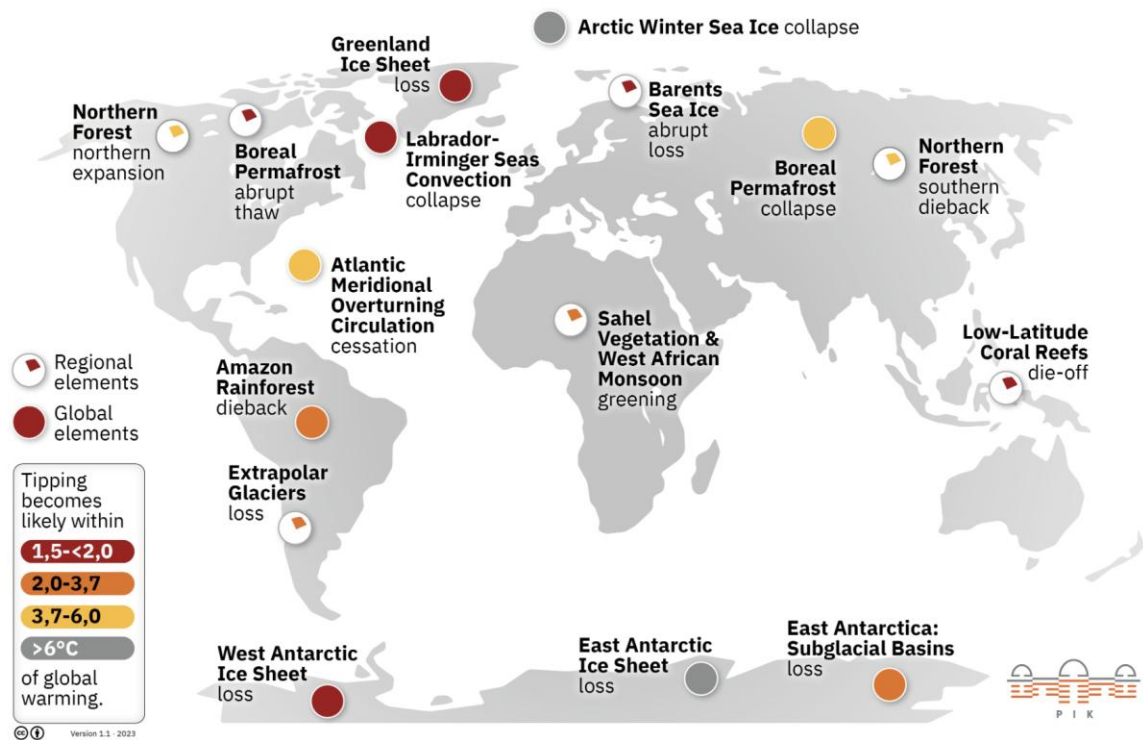 Arctic Winter Sea Ice collapse
Greenland
Ice Sheet
loss
Northern
Forest
northern
expansion
Boreal
Permafrost
abrupt
thaw
Labrador-
Irminger Seas
Convection
collapse
Barents
Sea Ice
abrupt
loss
Boreal
Permafrost
collapse
Northern
Forest
southern
dieback
Atlantic
Meridional
Overturning
Circulation
cessation
Sahel
Vegetation &
West African
Monsoon
greening
Low-Latitude
Coral Reefs
die-off
Regional
elements
Global
elements
Amazon
Rainforest
dieback
Extrapolar
Glaciers
loss
Tipping
becomes
likely within
1,5-<2,0
2,0-3,7
3,7-6,0
>6°C
of global
warming.
West Antarctic
Ice Sheet
loss
East Antarctic
Ice Sheet
loss
East Antarctica:
Subglacial Basins
loss
PIK
cc Version 1.1 - 2023